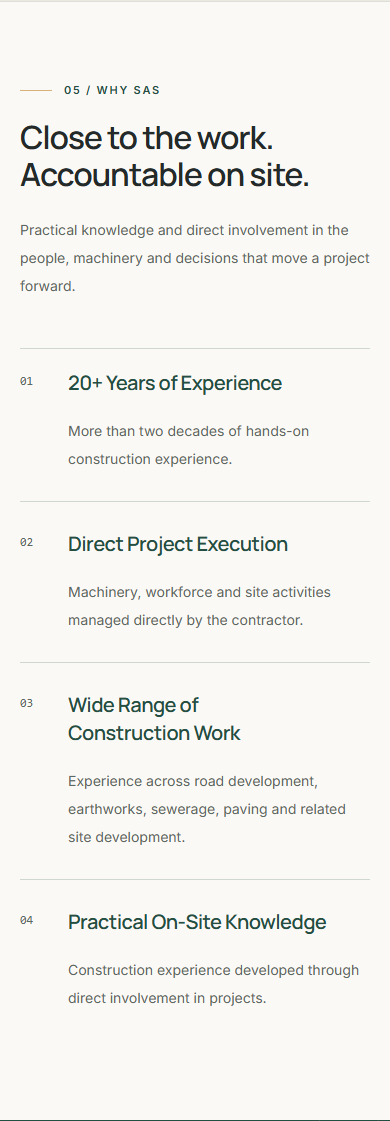 05 / WHY SAS
Close to the work.
Accountable on site.
Practical knowledge and direct involvement in the
people, machinery and decisions that move a project
forward.
01
20+ Years of Experience
More than two decades of hands-on
construction experience.
02
Direct Project Execution
Machinery, workforce and site activities
managed directly by the contractor.
03
Wide Range of
Construction Work
Experience across road development,
earthworks, sewerage, paving and related
site development.
04
Practical On-Site Knowledge
Construction experience developed through
direct involvement in projects.